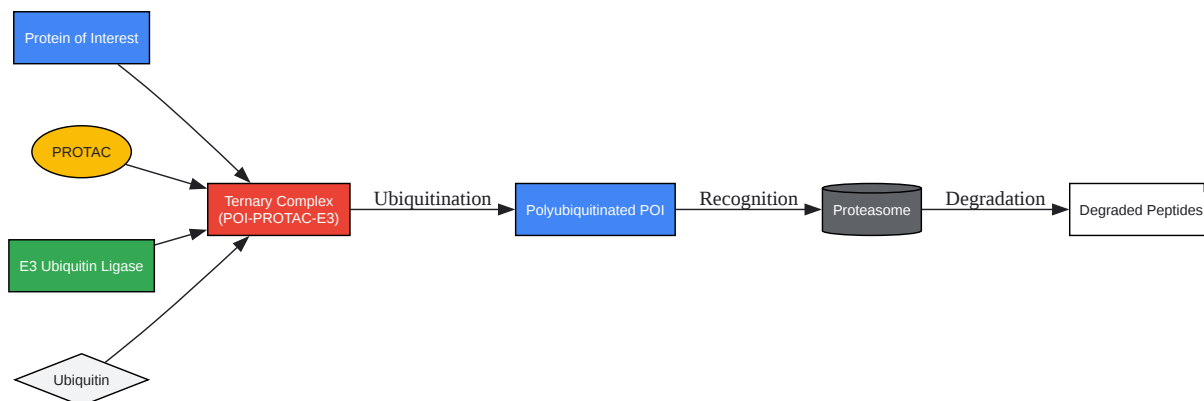 Protein of Interest
PROTAC
E3 Ubiquitin Ligase
Ubiquitin
Ternary Complex
(POI-PROTAC-E3)
Ubiquitination
Polyubiquitinated POI
Recognition
Proteasome
Degradation
Degraded Peptides